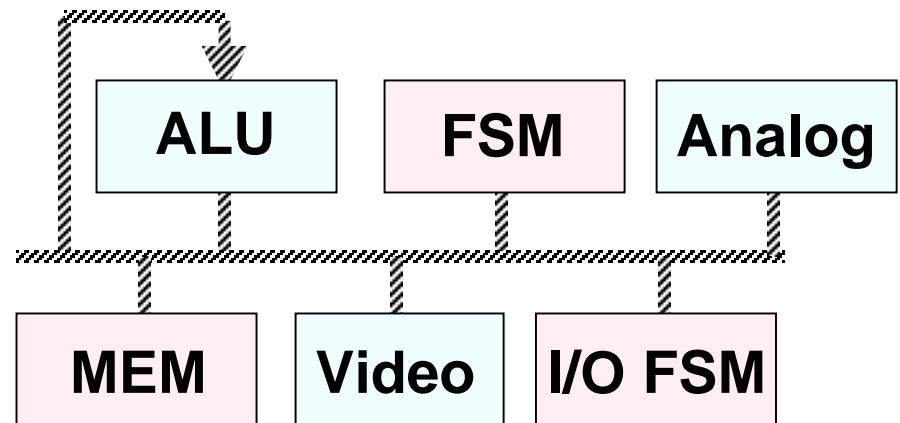 ALU
FSM
Analog
MEM
Video
I/O FSM